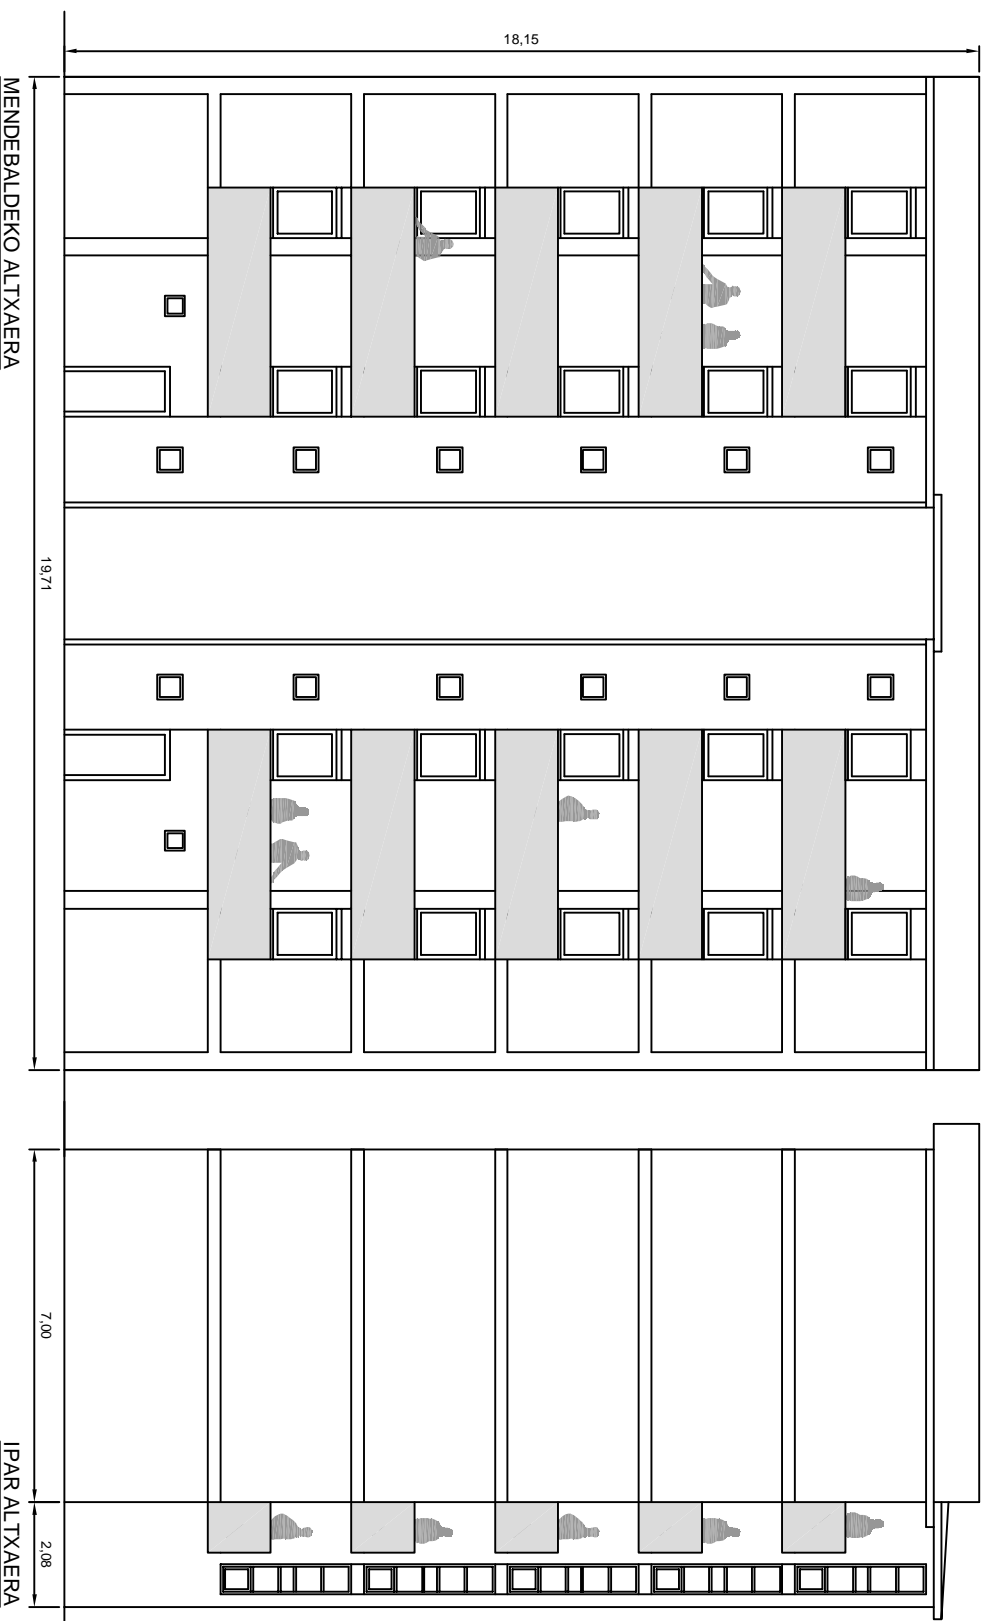 18,15
19,71
MENDEBALDEKO ALTXAERA
7,00
2,08
IPAR ALTXAERA